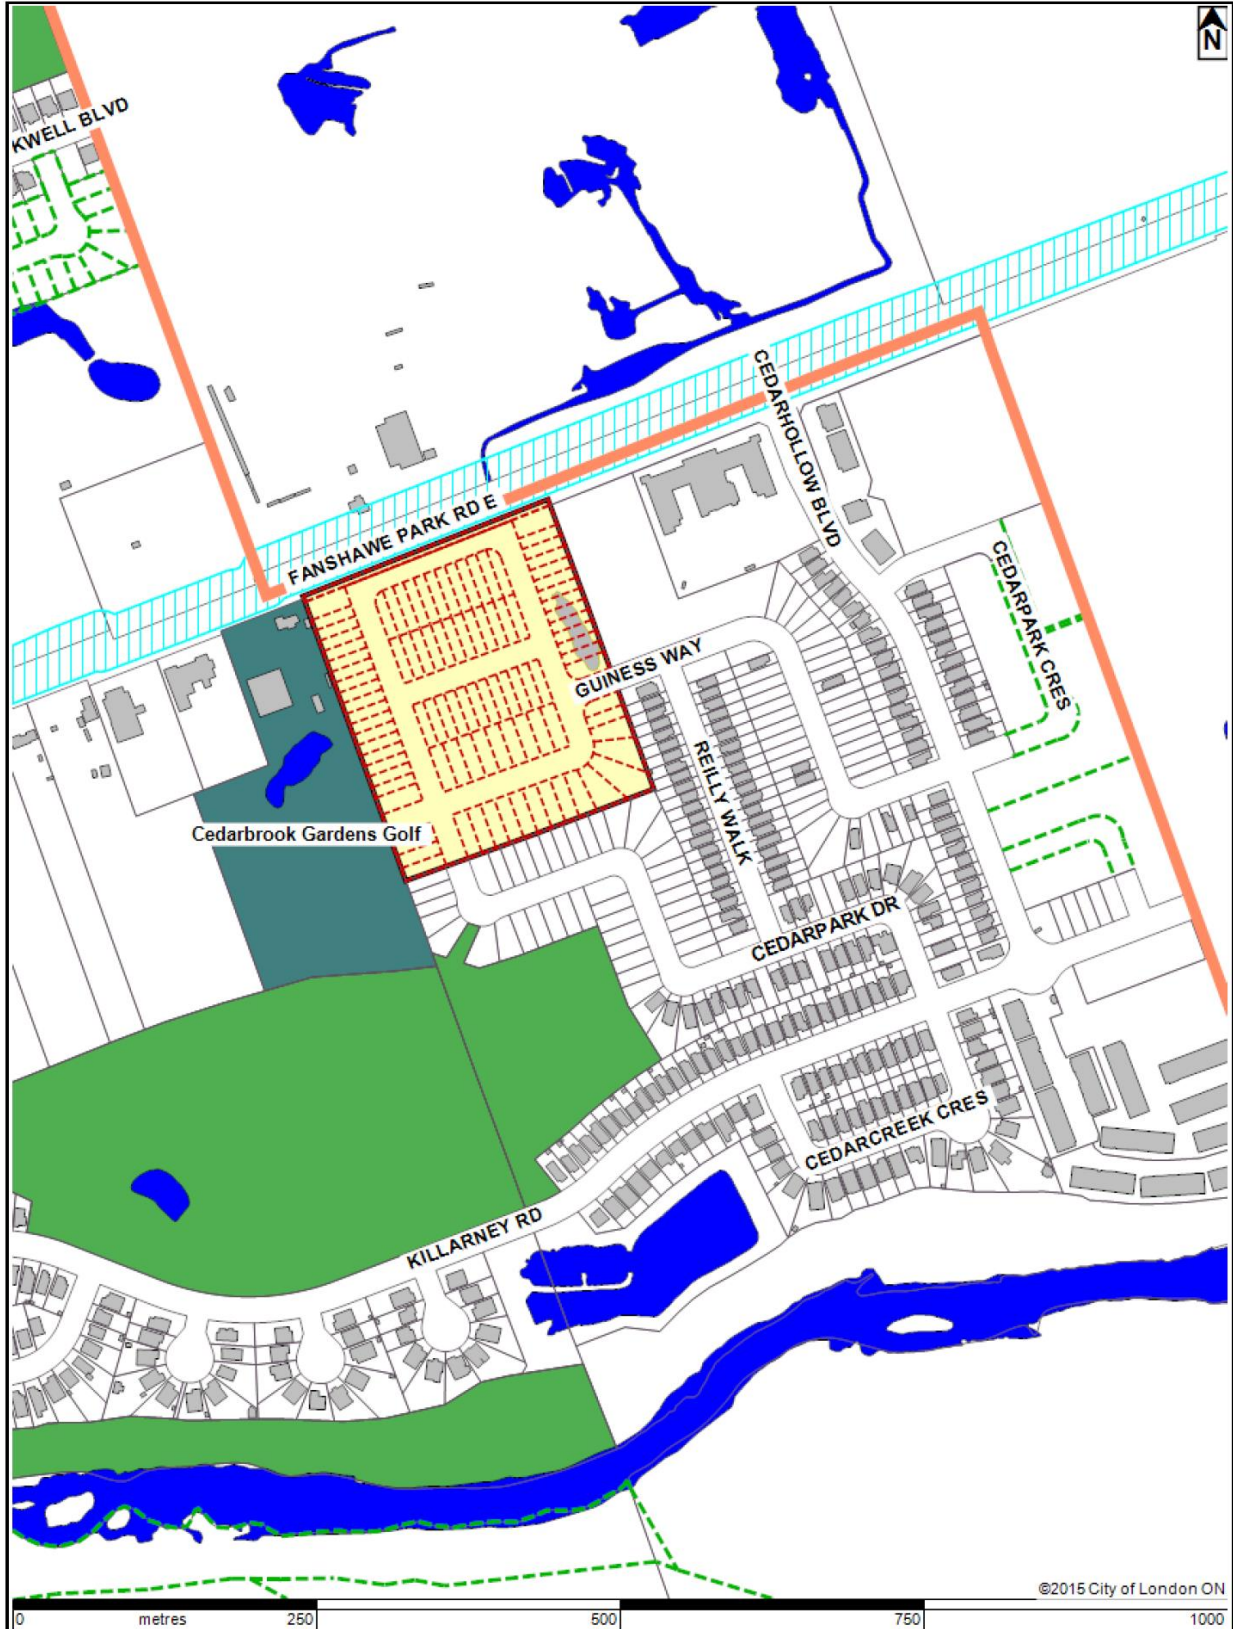 N
KWELL BLVD
CEDARHOLLOW BLVD
FANSHAWE PARK RD E
CEDARPARK CRES
GUINESS WAY
REILLY WALK
Cedarbrook Gardens Golf
CEDARPARK DR
CEDARCREEK CRES
KILLARNEY RD
©2015 City of London ON
0 metres 250 500 750 1000